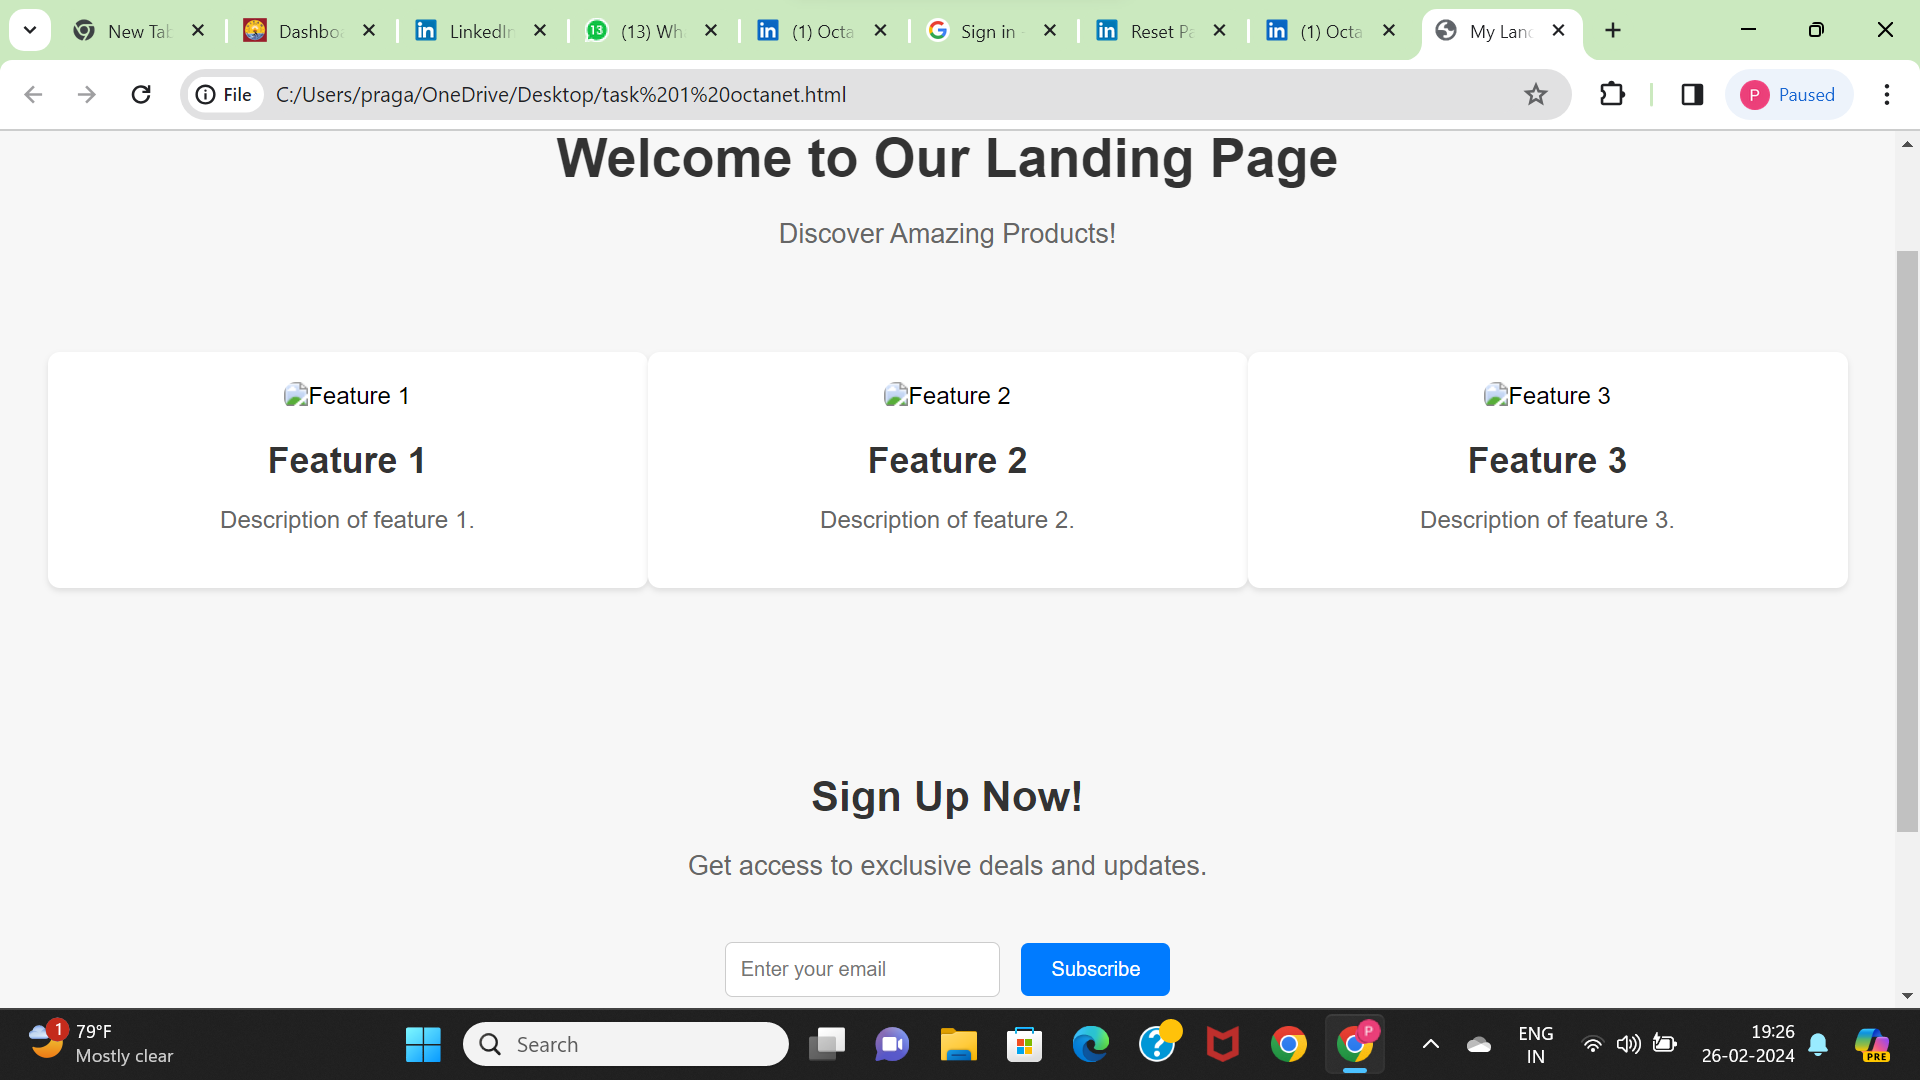 New Tab
Dashbo
LinkedIn
13 (13) Wh
(1) Octa
Sign in -
Reset Pa
(1) Octa
My Land
File C:/Users/praga/OneDrive/Desktop/task%201%20octanet.html
P Paused
Welcome to Our Landing Page
Discover Amazing Products!
Feature 1 Feature 2 Feature 3
Feature 1 Feature 2 Feature 3
Description of feature 1. Description of feature 2. Description of feature 3.
Sign Up Now!
Get access to exclusive deals and updates.
Enter your email Subscribe
1 79°F
Mostly clear
Search
P
ENG
IN
19:26
26-02-2024
PRE